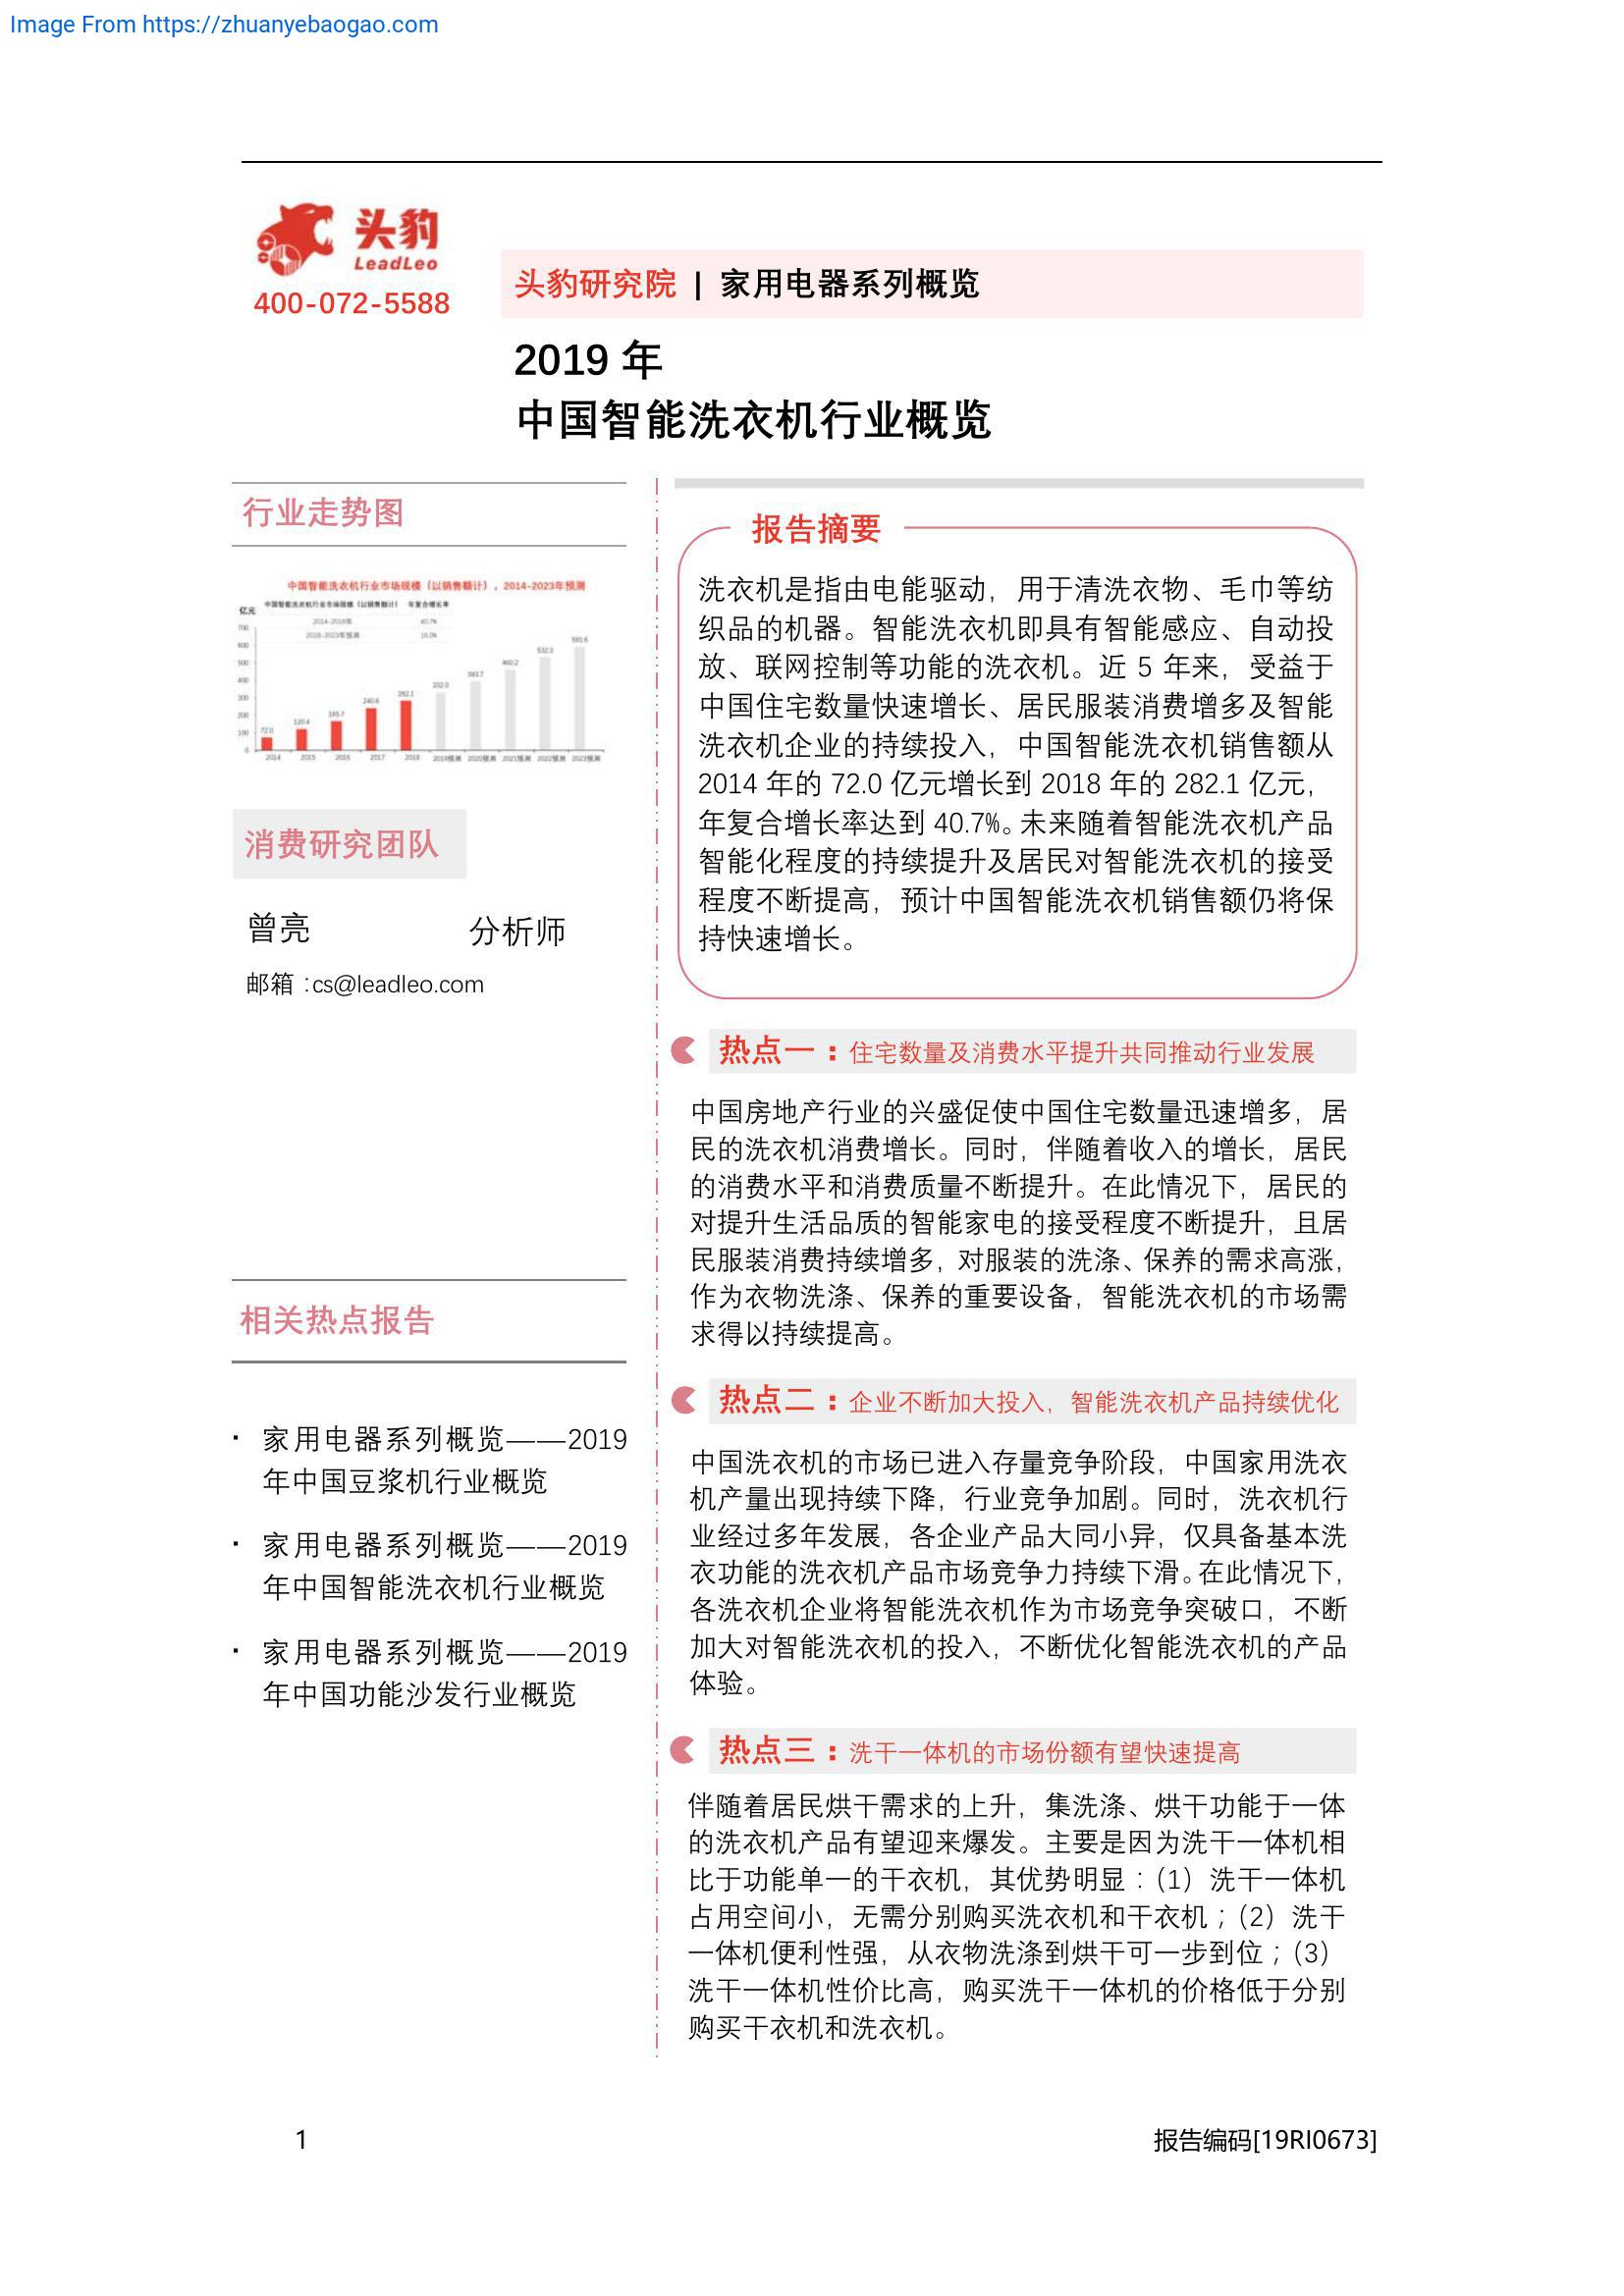 Image From https://zhuanyebaogao.com
头豹
LeadLeo
400-072-5588
头豹研究院 | 家用电器系列概览
2019 年
中国智能洗衣机行业概览
行业走势图
中国智能洗衣机行业市场规模（以销售额计），2014-2023年预测
亿元
中国智能洗衣机行业市场规模（以销售额计） 年复合增长率
2014-2018年 40.7%
2018-2023年预测 16.0%
700
600
500
400
300
200
100
0
72.0
120.4
165.7
240.6
282.1
393.7
460.2
532.3
591.6
2014 2015 2016 2017 2018 2019预测 2020预测 2021预测 2022预测 2023预测
消费研究团队
曾亮 分析师
邮箱：cs@leadleo.com
相关热点报告
· 家用电器系列概览——2019
年中国豆浆机行业概览
· 家用电器系列概览——2019
年中国智能洗衣机行业概览
· 家用电器系列概览——2019
年中国功能沙发行业概览
报告摘要
洗衣机是指由电能驱动，用于清洗衣物、毛巾等纺
织品的机器。智能洗衣机即具有智能感应、自动投
放、联网控制等功能的洗衣机。近 5 年来，受益于
中国住宅数量快速增长、居民服装消费增多及智能
洗衣机企业的持续投入，中国智能洗衣机销售额从
2014 年的 72.0 亿元增长到 2018 年的 282.1 亿元，
年复合增长率达到 40.7%。未来随着智能洗衣机产品
智能化程度的持续提升及居民对智能洗衣机的接受
程度不断提高，预计中国智能洗衣机销售额仍将保
持快速增长。
热点一：住宅数量及消费水平提升共同推动行业发展
中国房地产行业的兴盛促使中国住宅数量迅速增多，居
民的洗衣机消费增长。同时，伴随着收入的增长，居民
的消费水平和消费质量不断提升。在此情况下，居民的
对提升生活品质的智能家电的接受程度不断提升，且居
民服装消费持续增多，对服装的洗涤、保养的需求高涨，
作为衣物洗涤、保养的重要设备，智能洗衣机的市场需
求得以持续提高。
热点二：企业不断加大投入，智能洗衣机产品持续优化
中国洗衣机的市场已进入存量竞争阶段，中国家用洗衣
机产量出现持续下降，行业竞争加剧。同时，洗衣机行
业经过多年发展，各企业产品大同小异，仅具备基本洗
衣功能的洗衣机产品市场竞争力持续下滑。在此情况下，
各洗衣机企业将智能洗衣机作为市场竞争突破口，不断
加大对智能洗衣机的投入，不断优化智能洗衣机的产品
体验。
热点三：洗干一体机的市场份额有望快速提高
伴随着居民烘干需求的上升，集洗涤、烘干功能于一体
的洗衣机产品有望迎来爆发。主要是因为洗干一体机相
比于功能单一的干衣机，其优势明显：（1）洗干一体机
占用空间小，无需分别购买洗衣机和干衣机；（2）洗干
一体机便利性强，从衣物洗涤到烘干可一步到位；（3）
洗干一体机性价比高，购买洗干一体机的价格低于分别
购买干衣机和洗衣机。
1
报告编码[19RI0673]